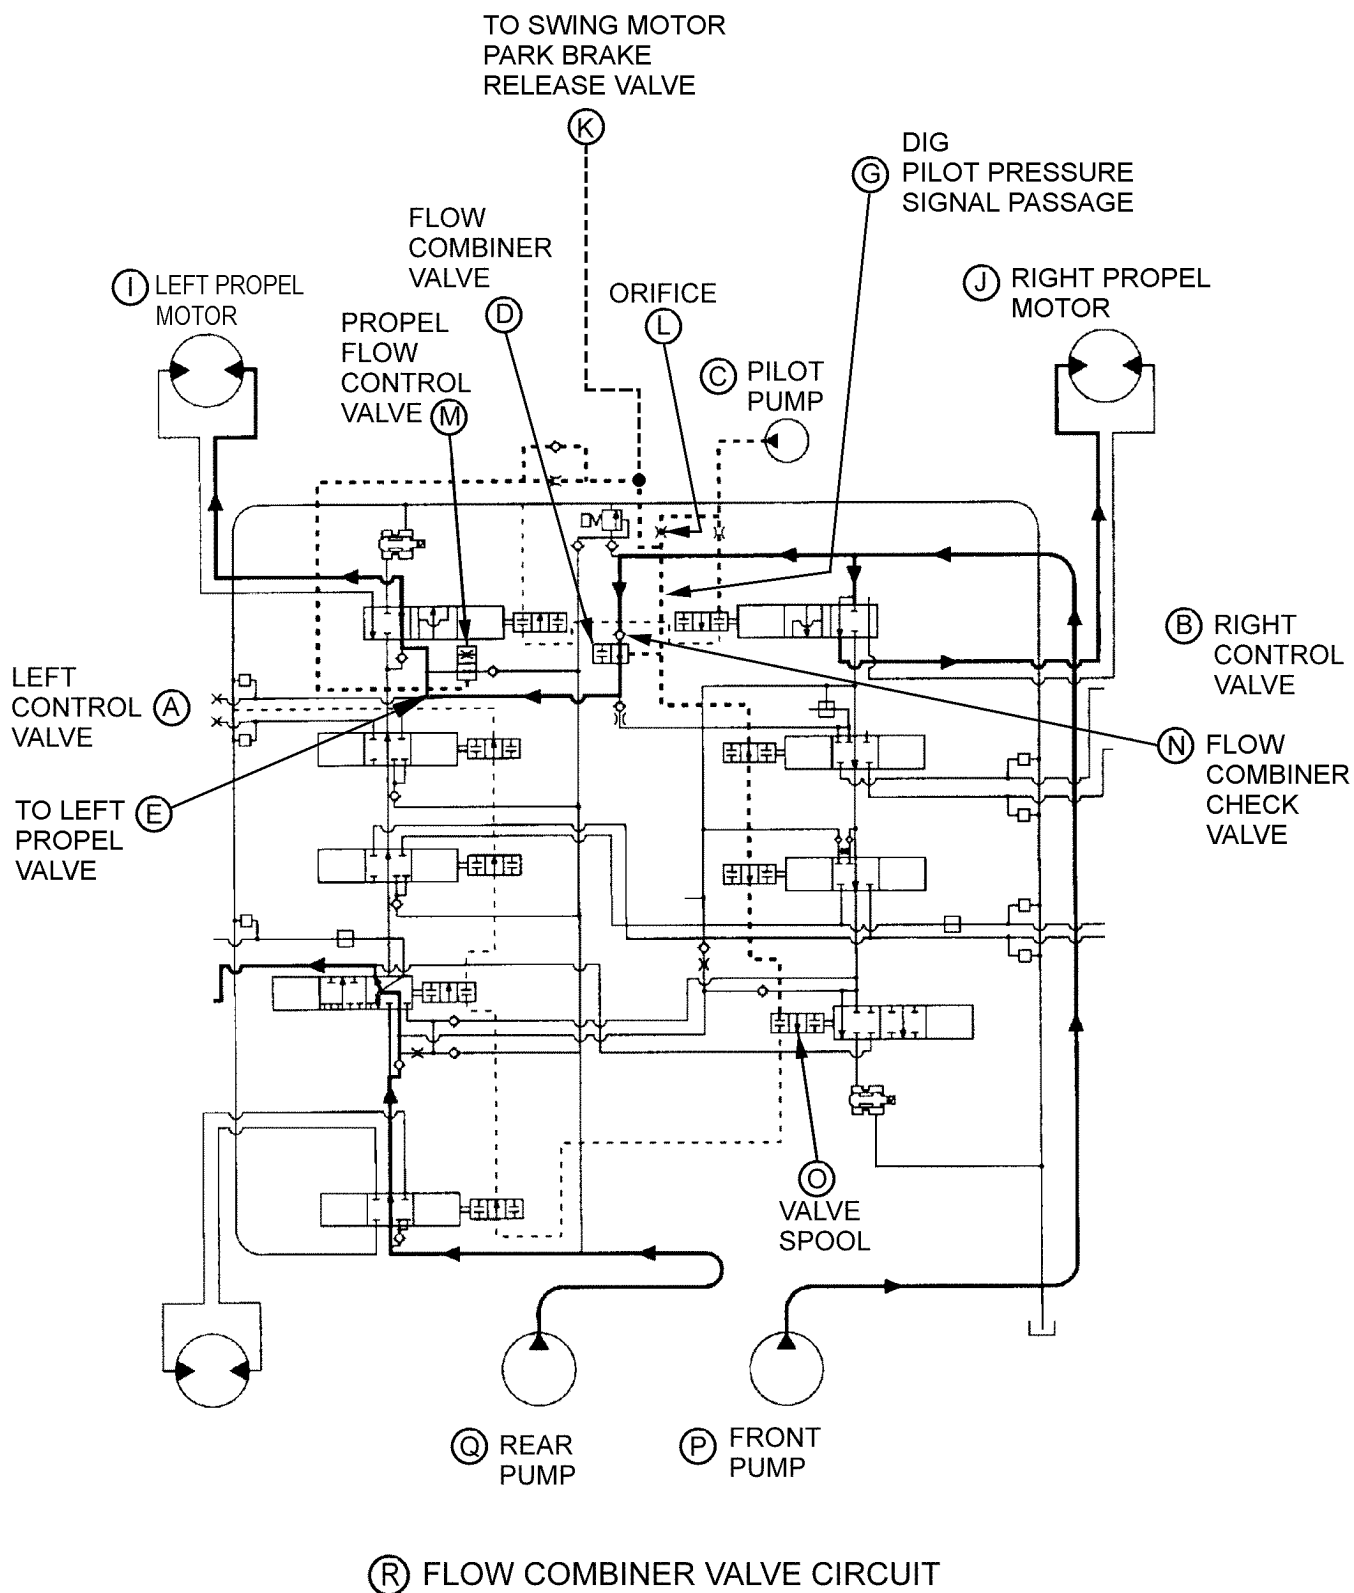 TO SWING MOTOR
PARK BRAKE
RELEASE VALVE
K
DIG
G PILOT PRESSURE
SIGNAL PASSAGE
FLOW
COMBINER
VALVE
D
I LEFT PROPEL
MOTOR
ORIFICE
L
J RIGHT PROPEL
MOTOR
PROPEL
FLOW
CONTROL
VALVE M
C PILOT
PUMP
B RIGHT
CONTROL
VALVE
LEFT
CONTROL A
VALVE
N FLOW
COMBINER
CHECK
VALVE
TO LEFT E
PROPEL
VALVE
O
VALVE
SPOOL
Q REAR
PUMP
P FRONT
PUMP
R FLOW COMBINER VALVE CIRCUIT